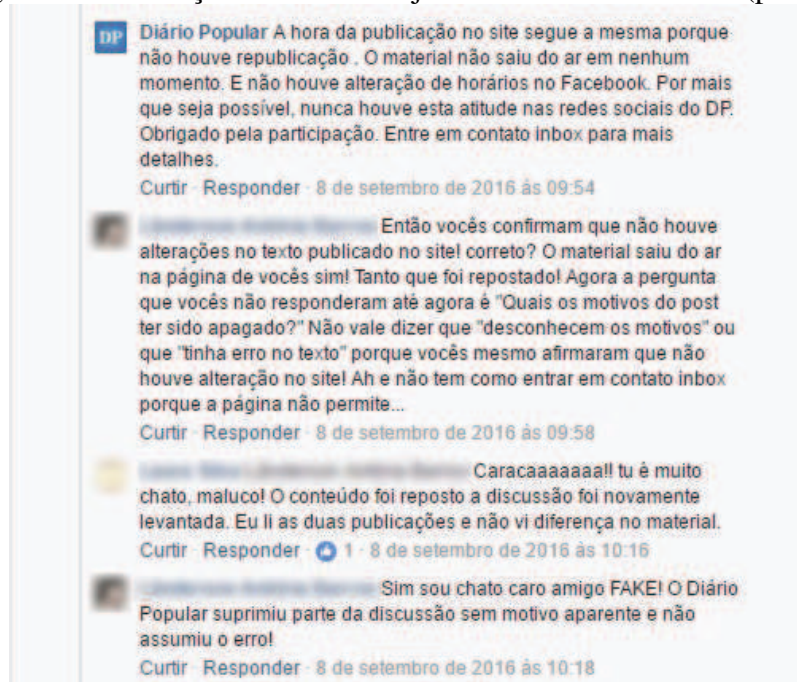 DP Diário Popular A hora da publicação no site segue a mesma porque
não houve republicação . O material não saiu do ar em nenhum
momento. E não houve alteração de horários no Facebook. Por mais
que seja possível, nunca houve esta atitude nas redes sociais do DP.
Obrigado pela participação. Entre em contato inbox para mais
detalhes.
Curtir · Responder · 8 de setembro de 2016 às 09:54
Então vocês confirmam que não houve
alterações no texto publicado no site! correto? O material saiu do ar
na página de vocês sim! Tanto que foi repostado! Agora a pergunta
que vocês não responderam até agora é "Quais os motivos do post
ter sido apagado?" Não vale dizer que "desconhecem os motivos" ou
que "tinha erro no texto" porque vocês mesmo afirmaram que não
houve alteração no site! Ah e não tem como entrar em contato inbox
porque a página não permite...
Curtir · Responder · 8 de setembro de 2016 às 09:58
Caracaaaaaaa!! tu é muito
chato, maluco! O conteúdo foi reposto a discussão foi novamente
levantada. Eu li as duas publicações e não vi diferença no material.
Curtir · Responder · 1 · 8 de setembro de 2016 às 10:16
Sim sou chato caro amigo FAKE! O Diário
Popular suprimiu parte da discussão sem motivo aparente e não
assumiu o erro!
Curtir · Responder · 8 de setembro de 2016 às 10:18